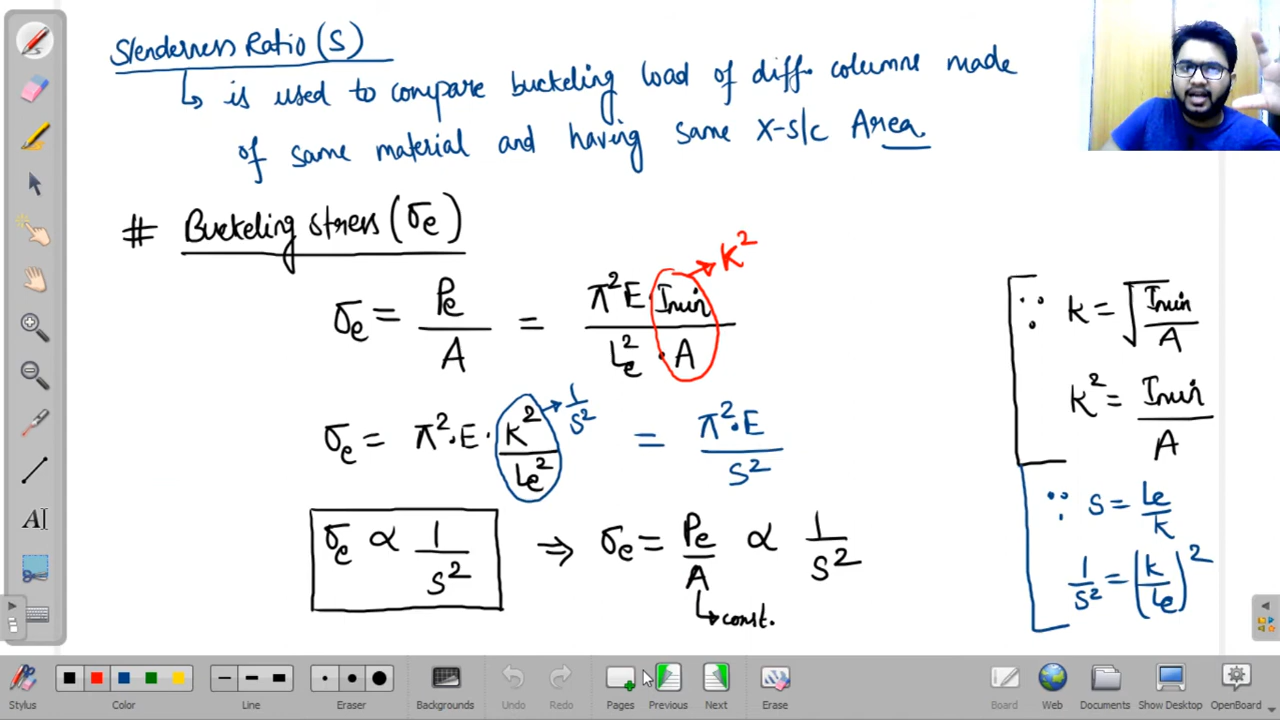 Slenderness Ratio (S)
↳ is used to compare buckeling load of diff. columns made
of same material and having same X-s/c Area
# Buckeling stress (σe)
σe = Pe/A = π²E·Imin/Le²·A → K²
∵ k = √(Imin/A)
k² = Imin/A
σe = π²·E·K²/Le² → 1/s² = π²·E/S²
∵ s = Le/k
1/s² = (k/Le)²
σe ∝ 1/s² ⇒ σe = Pe/A ∝ 1/s²
↳ const.
Stylus Color Line Eraser Backgrounds Undo Redo Pages Previous Next Erase Board Web Documents Show Desktop OpenBoard